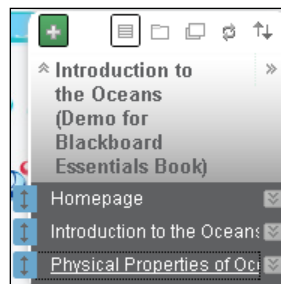 Introduction to
the Oceans
(Demo for
Blackboard
Essentials Book)
Homepage
Introduction to the Oceans
Physical Properties of Oc